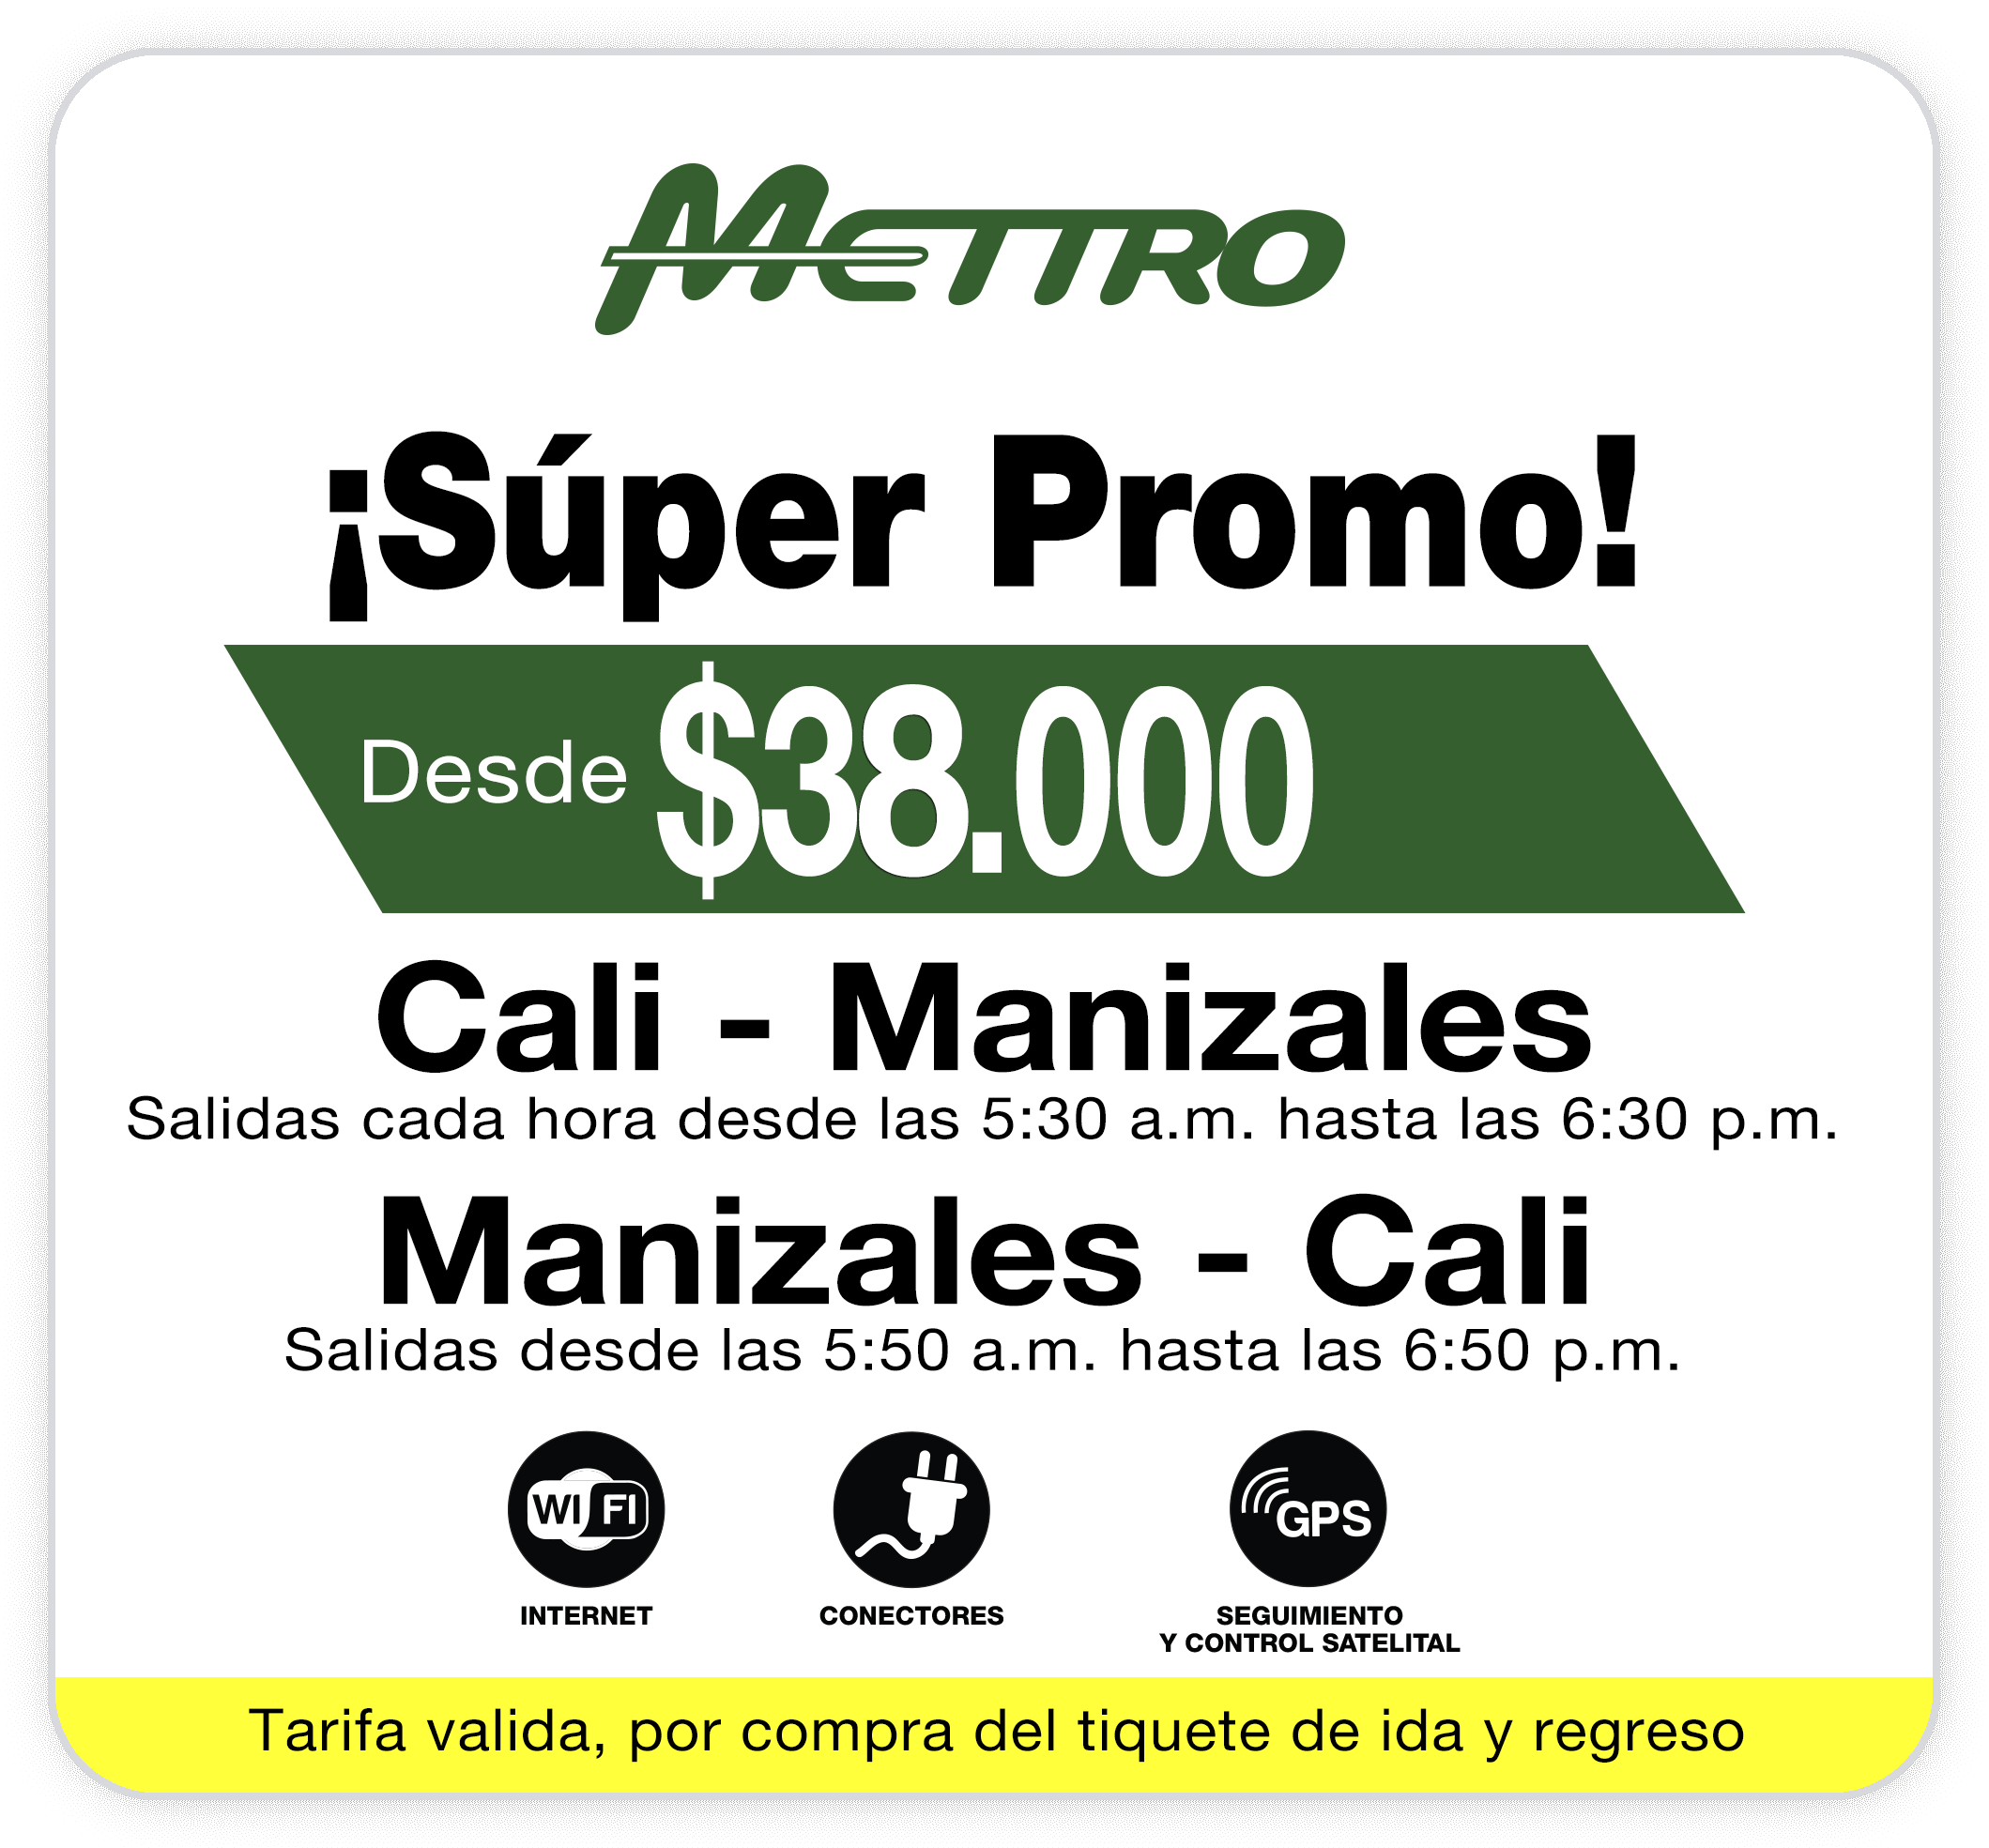 METTRO
¡Súper Promo!
Desde $38.000
Cali - Manizales
Salidas cada hora desde las 5:30 a.m. hasta las 6:30 p.m.
Manizales - Cali
Salidas desde las 5:50 a.m. hasta las 6:50 p.m.
WI FI
GPS
INTERNET
CONECTORES
SEGUIMIENTO
Y CONTROL SATELITAL
Tarifa valida, por compra del tiquete de ida y regreso